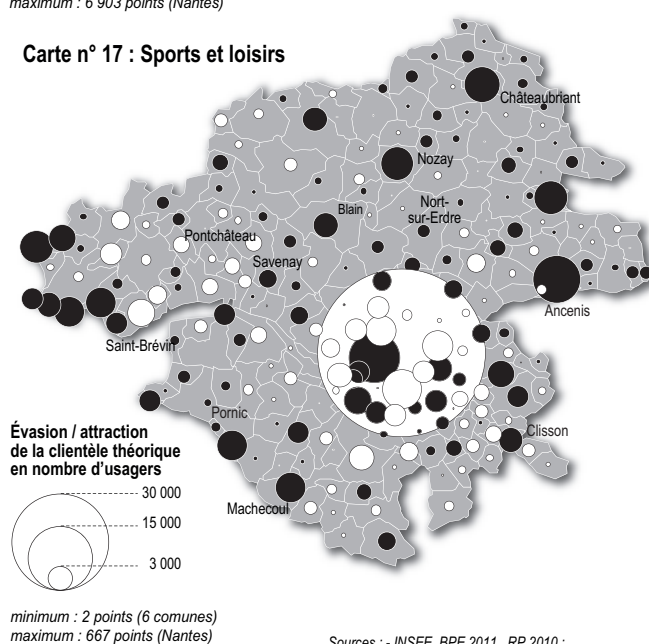 maximum : 6 903 points (Nantes)
Carte n° 17 : Sports et loisirs
Châteaubriant
Nozay
Blain
Nort-
sur-Erdre
Pontchâteau
Savenay
Ancenis
Saint-Brévin
Pornic
Clisson
Machecoul
Évasion / attraction
de la clientèle théorique
en nombre d'usagers
30 000
15 000
3 000
minimum : 2 points (6 comunes)
maximum : 667 points (Nantes)
Sources : - INSEE, BPE 2011, RP 2010 ;